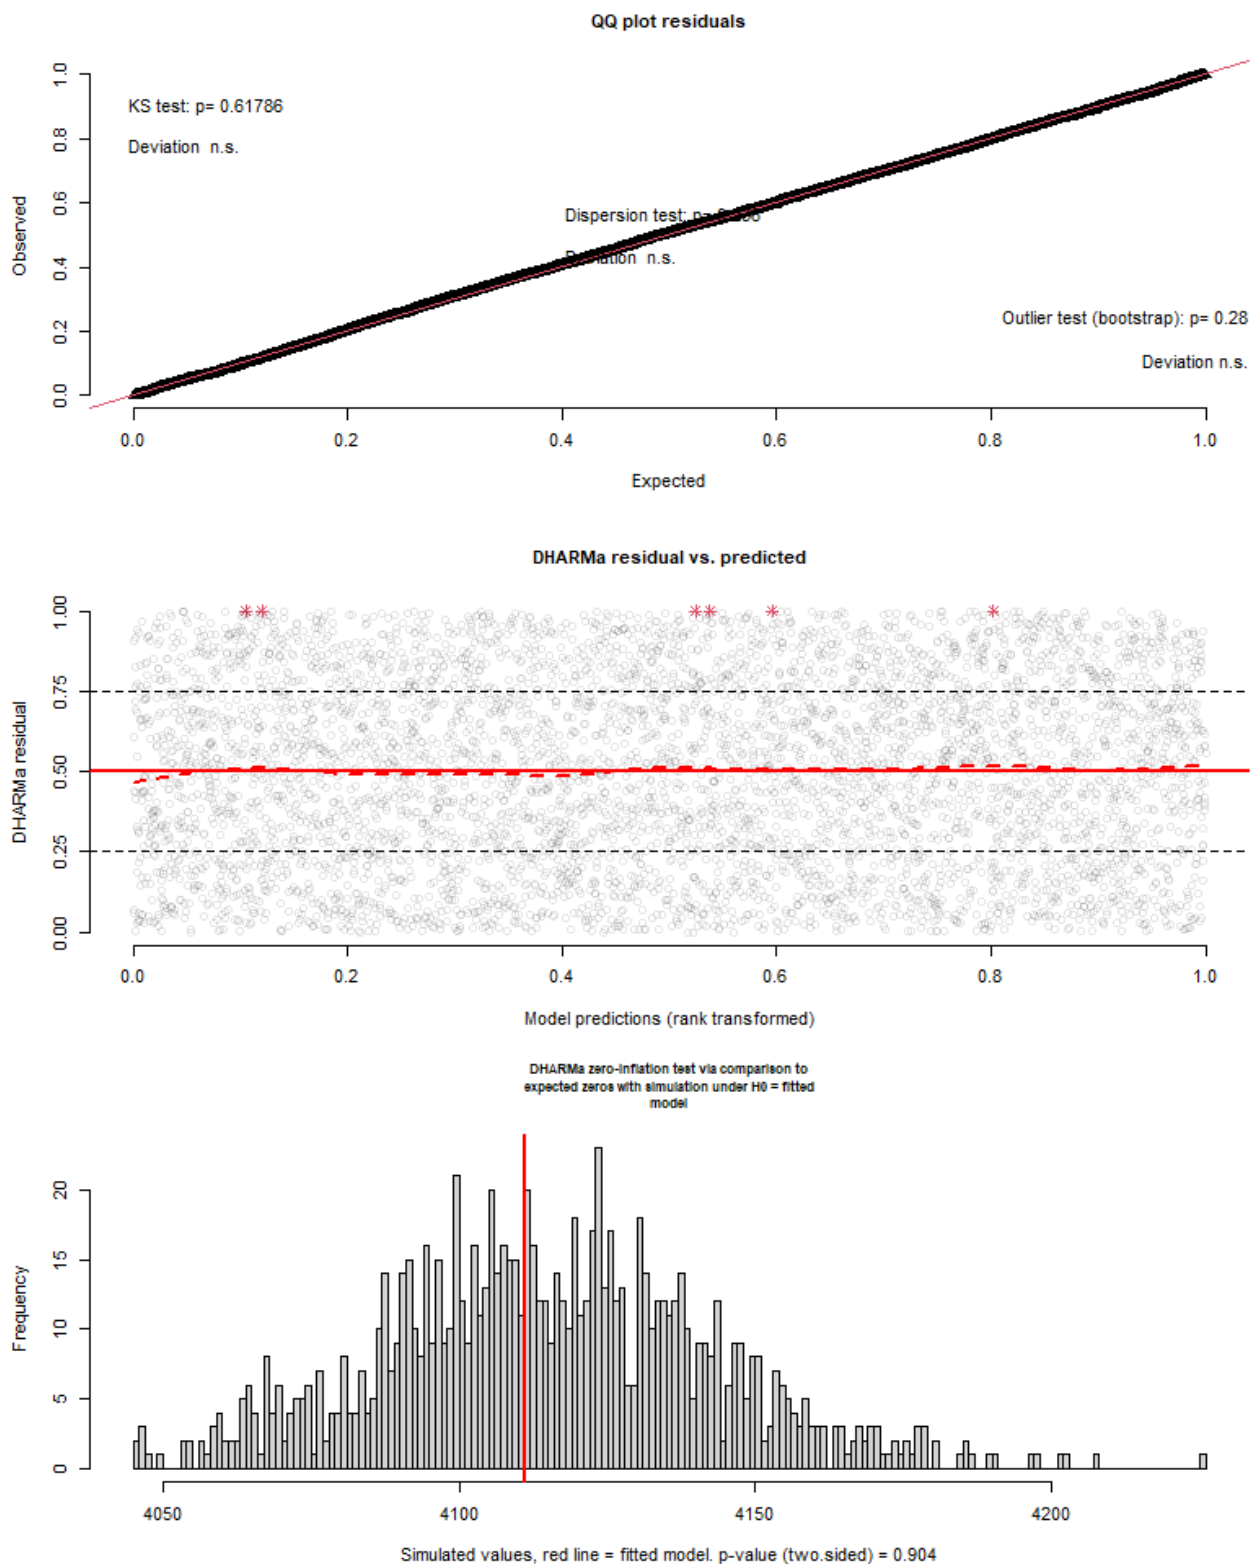 QQ plot residuals
1.0
KS test: p= 0.61786
0.8
Deviation n.s.
0.6
Dispersion test: p=
Observed
0.4
Deviation n.s.
0.2
Outlier test (bootstrap): p= 0.28
Deviation n.s.
0.0
0.0 0.2 0.4 0.6 0.8 1.0
Expected
DHARMa residual vs. predicted
1.00
0.75
DHARMa residual
0.50
0.25
0.00
0.0 0.2 0.4 0.6 0.8 1.0
Model predictions (rank transformed)
DHARMa zero-inflation test via comparison to
expected zeros with simulation under H0 = fitted
model
20
15
Frequency
10
5
0
4050 4100 4150 4200
Simulated values, red line = fitted model. p-value (two.sided) = 0.904